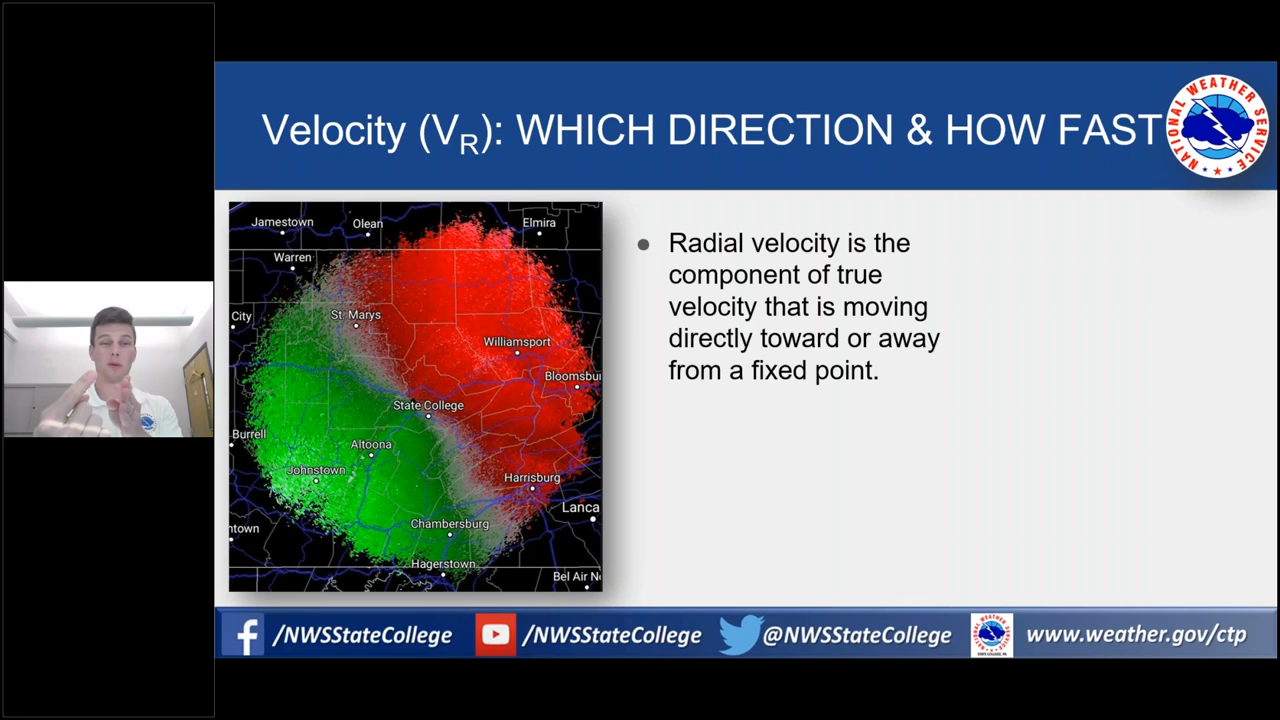 Velocity (VR): WHICH DIRECTION & HOW FAST
NATIONAL WEATHER SERVICE
Jamestown
Olean
Elmira
Warren
City
St. Marys
Williamsport
Bloomsbu
State College
Burrell
Altoona
Johnstown
Harrisburg
Lanca
ntown
Chambersburg
Hagerstown
Bel Air N
● Radial velocity is the
component of true
velocity that is moving
directly toward or away
from a fixed point.
/NWSStateCollege
/NWSStateCollege
@NWSStateCollege
www.weather.gov/ctp